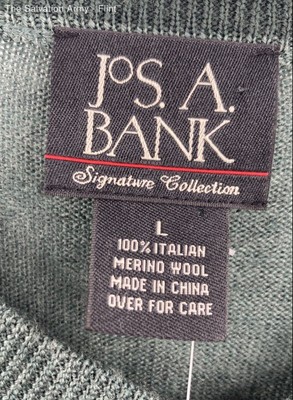 The Salvation Army - Flint
JOS. A.
BANK
Signature Collection
L
100% ITALIAN
MERINO WOOL
MADE IN CHINA
OVER FOR CARE